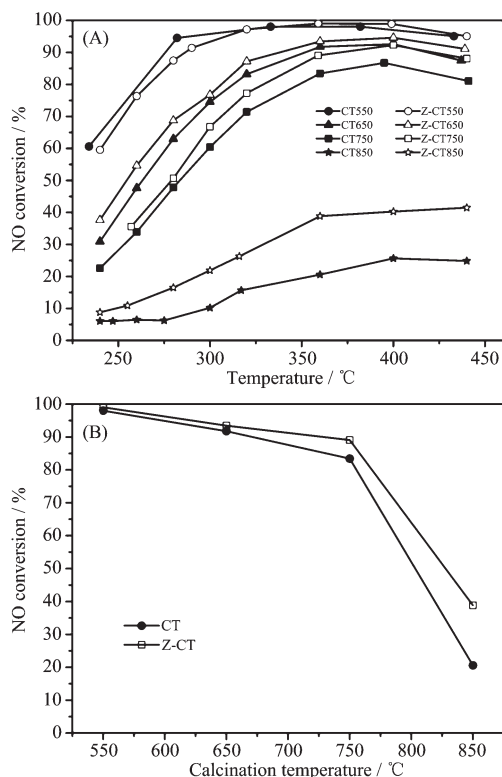 (A)
NO conversion / %
100
90
80
70
60
50
40
30
20
10
0
CT550 Z-CT550
CT650 Z-CT650
CT750 Z-CT750
CT850 Z-CT850
250 300 350 400 450
Temperature / ℃
(B)
NO conversion / %
100
90
80
70
60
50
40
30
20
10
0
CT
Z-CT
550 600 650 700 750 800 850
Calcination temperature / ℃